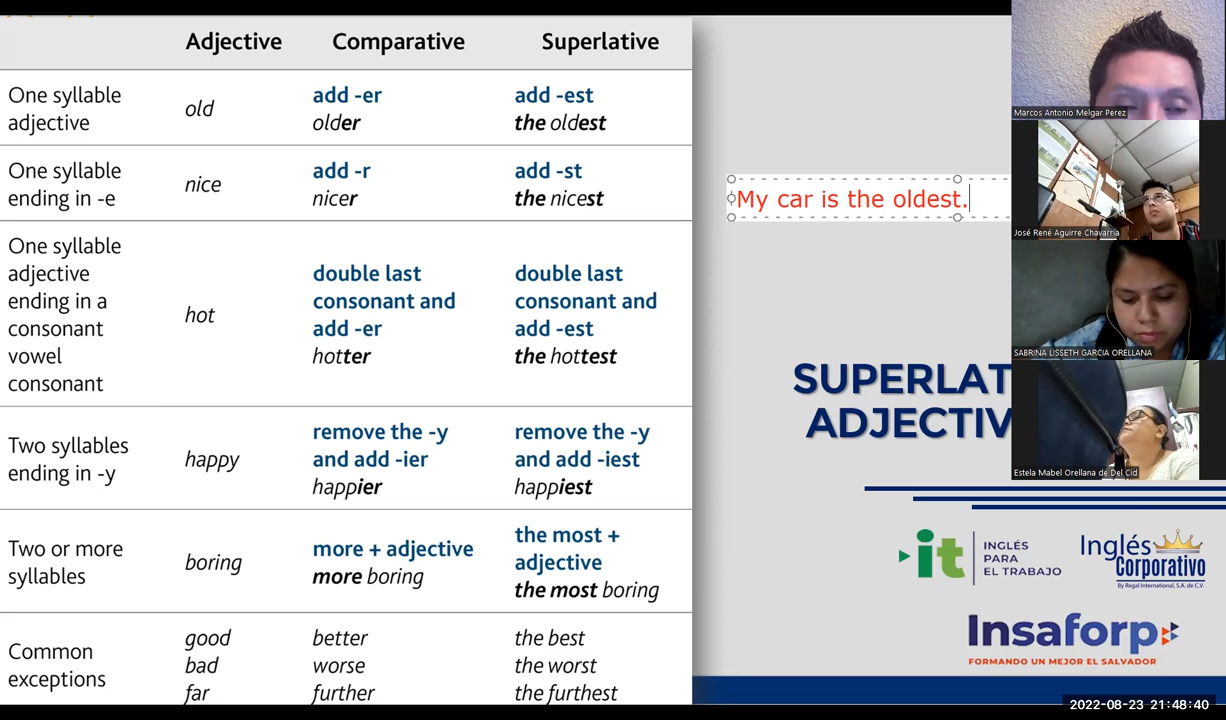 Adjective Comparative Superlative
One syllable
adjective
old
add -er
older
add -est
the oldest
One syllable
ending in -e
nice
add -r
nicer
add -st
the nicest
One syllable
adjective
ending in a
consonant
vowel
consonant
hot
double last
consonant and
add -er
hotter
double last
consonant and
add -est
the hottest
Two syllables
ending in -y
happy
remove the -y
and add -ier
happier
remove the -y
and add -iest
happiest
Two or more
syllables
boring
more + adjective
more boring
the most +
adjective
the most boring
Common
exceptions
good
bad
far
better
worse
further
the best
the worst
the furthest
My car is the oldest.
SUPERLAT
ADJECTIV
it
INGLÉS
PARA
EL TRABAJO
Inglés
Corporativo
By Regal International, S.A. de C.V.
Insaforp
FORMANDO UN MEJOR EL SALVADOR
Marcos Antonio Melgar Perez
José René Aguirre Chavarría
SABRINA LISSETH GARCIA ORELLANA
Estela Mabel Orellana de Del Cid
2022-08-23 21:48:40